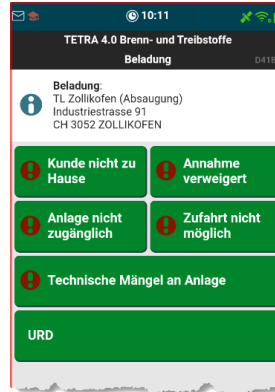 10:11
TETRA 4.0 Brenn- und Treibstoffe
Beladung
D41E
Beladung:
TL Zollikofen (Absaugung)
Industriestrasse 91
CH 3052 ZOLLIKOFEN
Kunde nicht zu
Hause
Annahme
verweigert
Anlage nicht
zugänglich
Zufahrt nicht
möglich
Technische Mängel an Anlage
URD